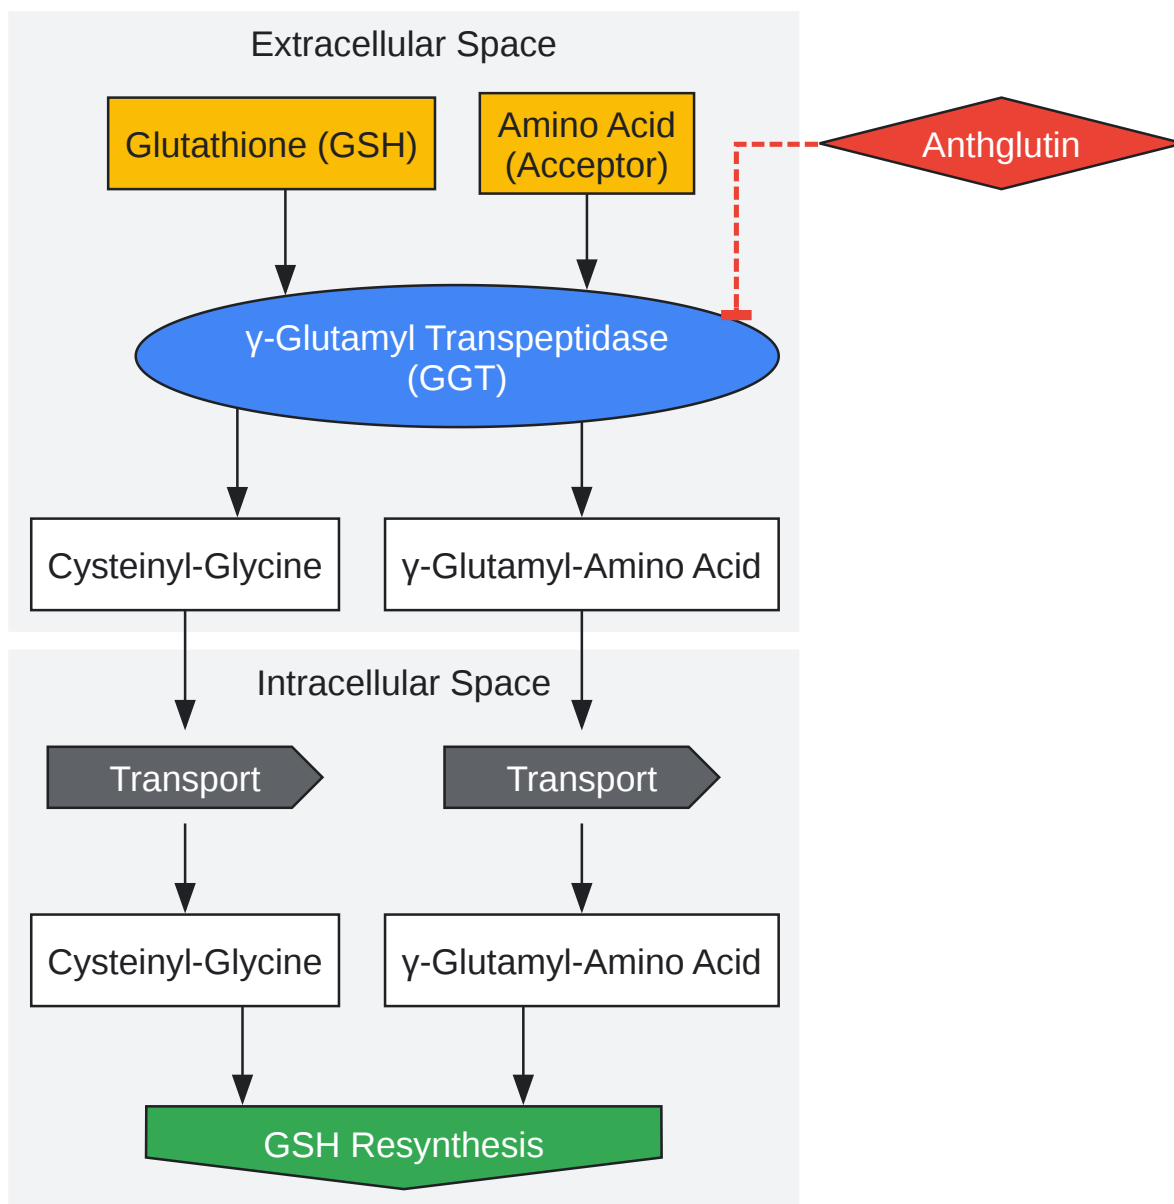 Extracellular Space
Glutathione (GSH)
Amino Acid
(Acceptor)
Anthglutin
γ-Glutamyl Transpeptidase
(GGT)
Cysteinyl-Glycine
γ-Glutamyl-Amino Acid
Intracellular Space
Transport
Transport
Cysteinyl-Glycine
γ-Glutamyl-Amino Acid
GSH Resynthesis